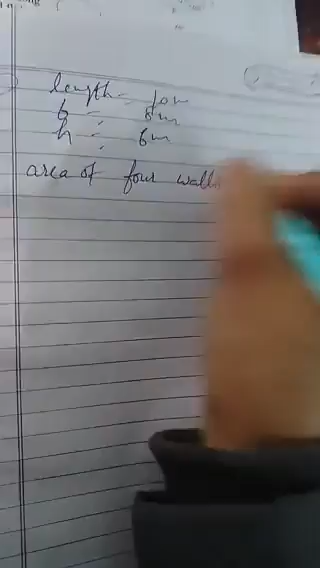 length = 10m
b = 8m
h = 6m
area of four walls